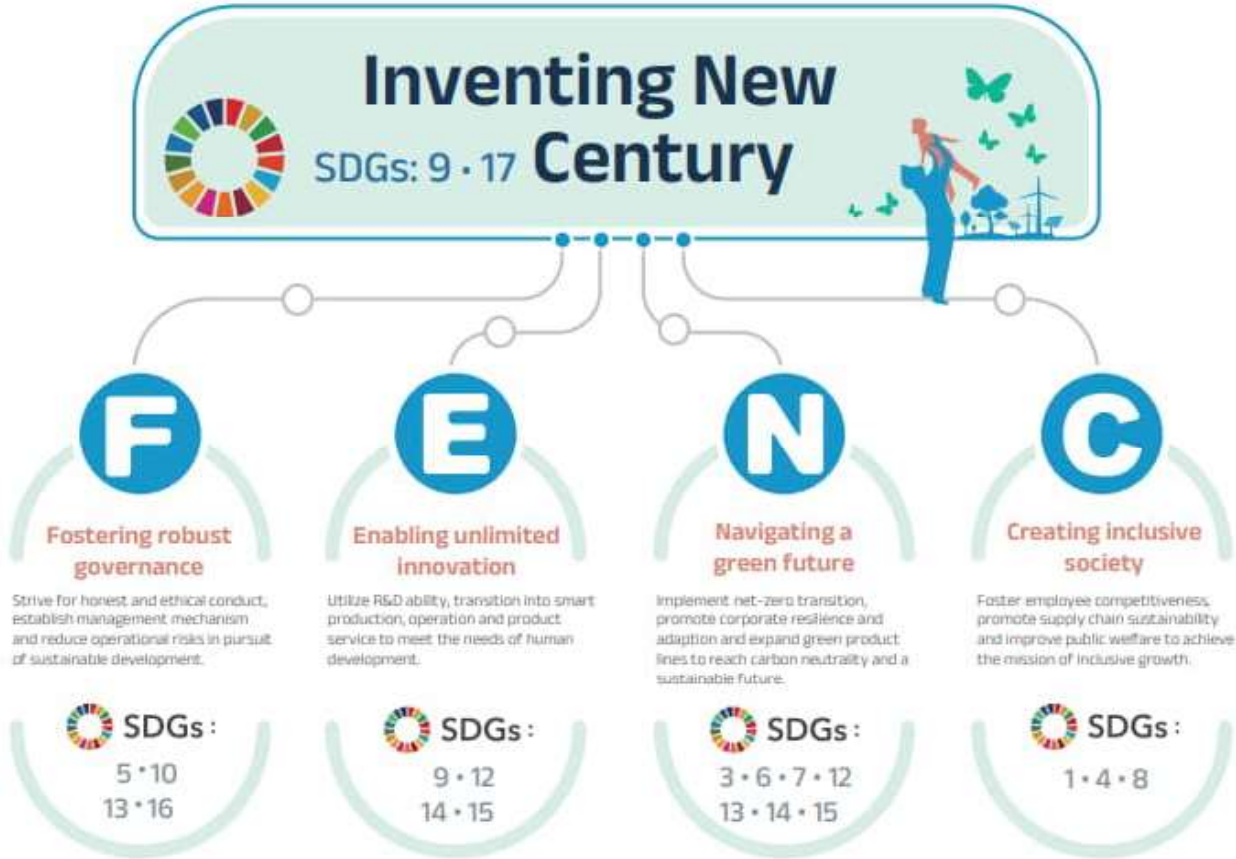 Inventing New
SDGs: 9 • 17 Century
F
Fostering robust
governance
Strive for honest and ethical conduct,
establish management mechanism
and reduce operational risks in pursuit
of sustainable development.
SDGs :
5 • 10
13 • 16
E
Enabling unlimited
innovation
Utilize R&D ability, transition into smart
production, operation and product
service to meet the needs of human
development.
SDGs :
9 • 12
14 • 15
N
Navigating a
green future
Implement net-zero transition,
promote corporate resilience and
adaption and expand green product
lines to reach carbon neutrality and a
sustainable future.
SDGs :
3 • 6 • 7 • 12
13 • 14 • 15
C
Creating inclusive
society
Foster employee competitiveness,
promote supply chain sustainability
and improve public welfare to achieve
the mission of inclusive growth.
SDGs :
1 • 4 • 8